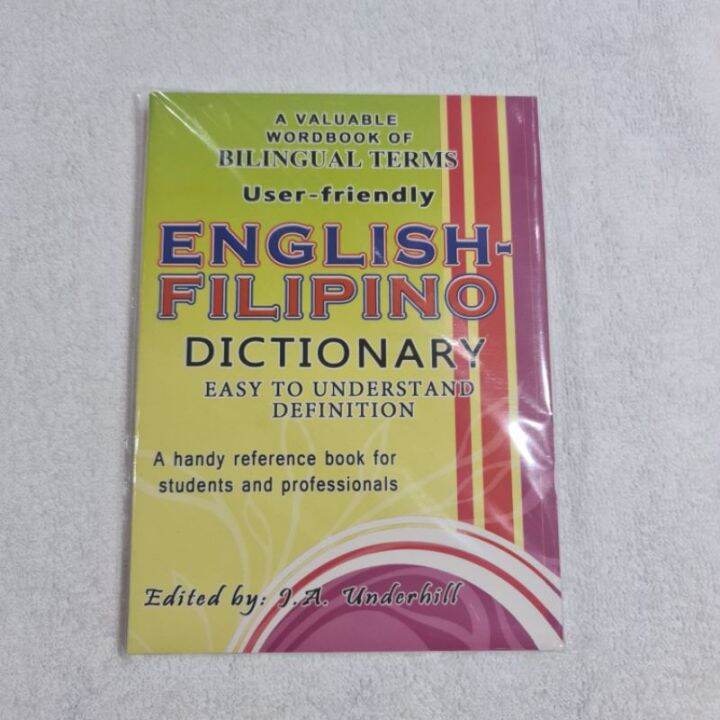 A VALUABLE
WORDBOOK OF
BILINGUAL TERMS
User-friendly
ENGLISH-
FILIPINO
DICTIONARY
EASY TO UNDERSTAND
DEFINITION
A handy reference book for
students and professionals
Edited by: J.A. Underhill